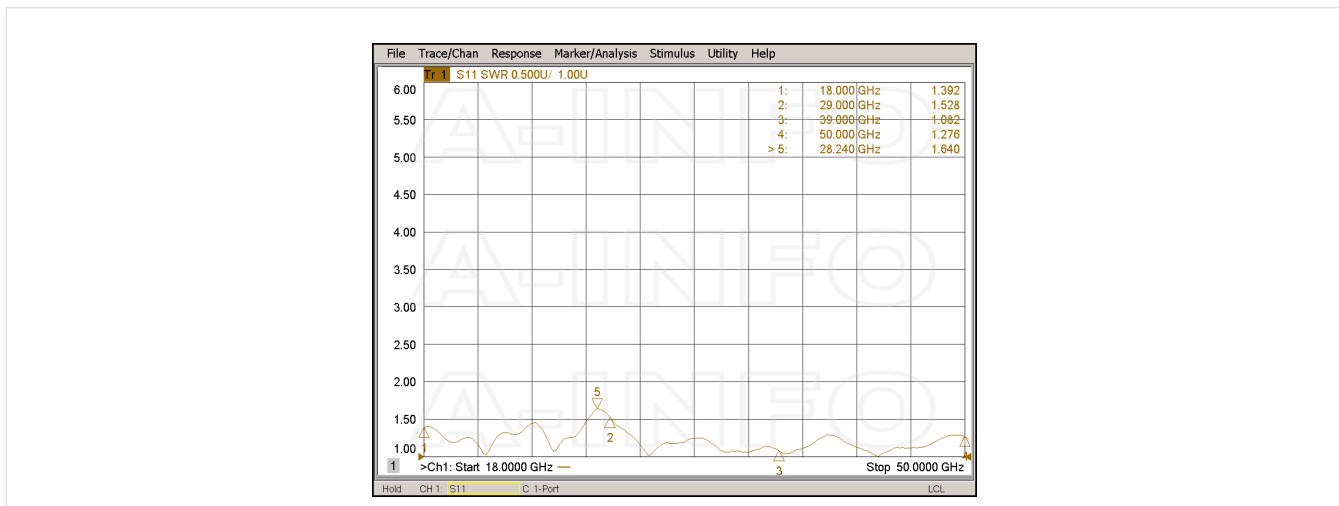 File Trace/Chan Response Marker/Analysis Stimulus Utility Help
Tr 1 S11 SWR 0.500U/ 1.00U
6.00
5.50
5.00
4.50
4.00
3.50
3.00
2.50
2.00
1.50
1.00
1: 18.000 GHz 1.392
2: 29.000 GHz 1.528
3: 39.000 GHz 1.082
4: 50.000 GHz 1.276
> 5: 28.240 GHz 1.640
A-INFO
A-INFO
A-INFO
5
1
2
3
4
1 >Ch1: Start 18.0000 GHz — Stop 50.0000 GHz
Hold CH 1: S11 C 1-Port LCL